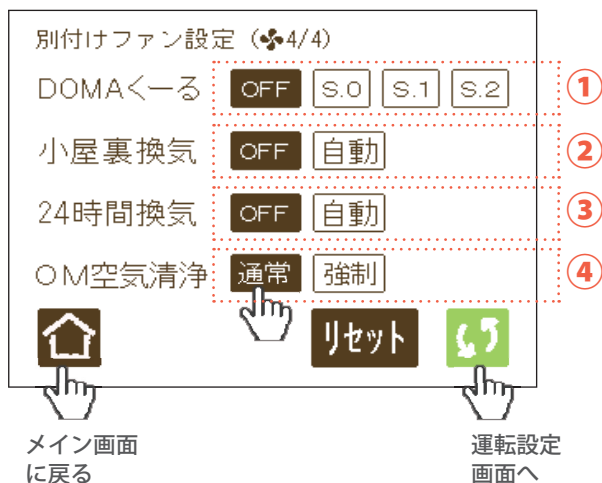 別付けファン設定 (4/4)
DOMAくーる OFF S.0 S.1 S.2 ①
小屋裏換気 OFF 自動 ②
24時間換気 OFF 自動 ③
OM空気清浄 通常 強制 ④
リセット
メイン画面
に戻る
運転設定
画面へ